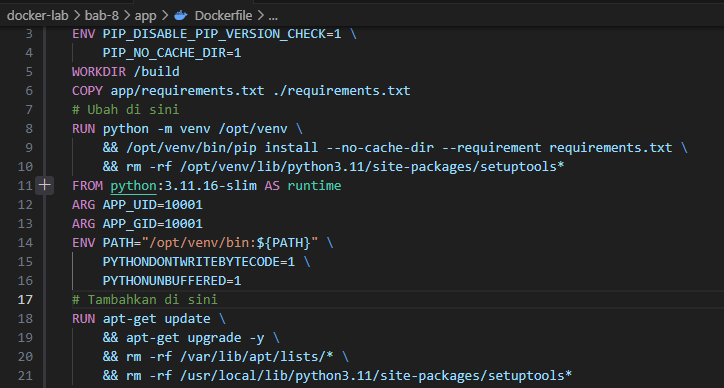 docker-lab > bab-8 > app > Dockerfile > ...
3 ENV PIP_DISABLE_PIP_VERSION_CHECK=1 \
4 PIP_NO_CACHE_DIR=1
5 WORKDIR /build
6 COPY app/requirements.txt ./requirements.txt
7 # Ubah di sini
8 RUN python -m venv /opt/venv \
9 && /opt/venv/bin/pip install --no-cache-dir --requirement requirements.txt \
10 && rm -rf /opt/venv/lib/python3.11/site-packages/setuptools*
11 FROM python:3.11.16-slim AS runtime
12 ARG APP_UID=10001
13 ARG APP_GID=10001
14 ENV PATH="/opt/venv/bin:${PATH}" \
15 PYTHONDONTWRITEBYTECODE=1 \
16 PYTHONUNBUFFERED=1
17 # Tambahkan di sini
18 RUN apt-get update \
19 && apt-get upgrade -y \
20 && rm -rf /var/lib/apt/lists/* \
21 && rm -rf /usr/local/lib/python3.11/site-packages/setuptools*